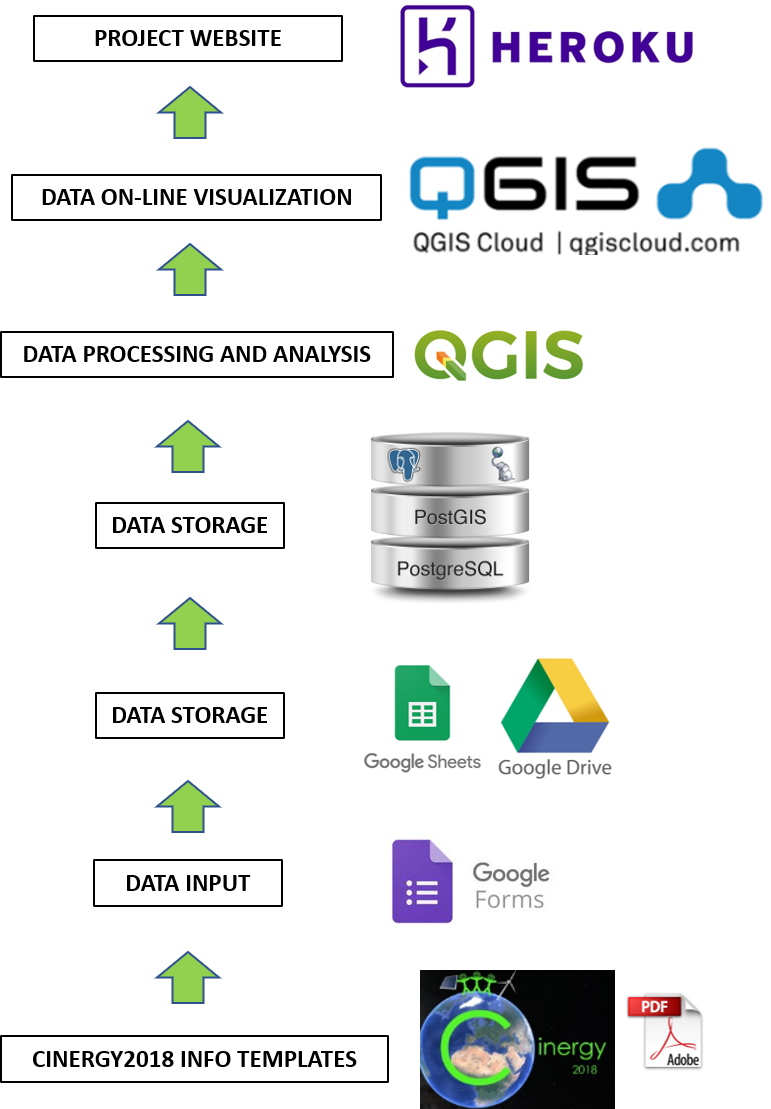 PROJECT WEBSITE
HEROKU
DATA ON-LINE VISUALIZATION
QGIS
QGIS Cloud | qgiscloud.com
DATA PROCESSING AND ANALYSIS
QGIS
DATA STORAGE
PostGIS
PostgreSQL
DATA STORAGE
Google Sheets
Google Drive
DATA INPUT
Google
Forms
CINERGY2018 INFO TEMPLATES
Cinergy
2018
PDF
Adobe